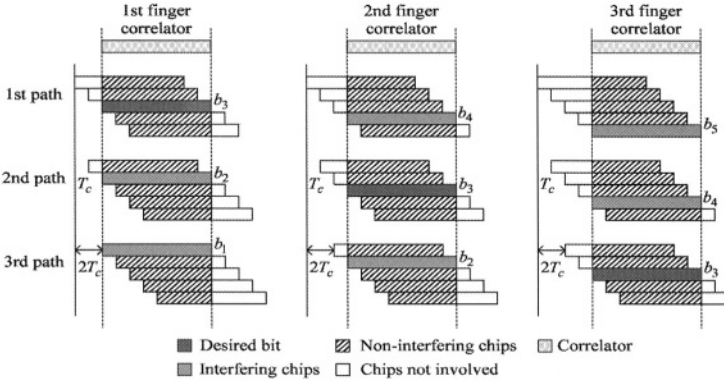 1st finger correlator
2nd finger correlator
3rd finger correlator
1st path
b3
b4
b5
2nd path
Tc
b2
Tc
b3
Tc
b4
3rd path
2Tc
b1
2Tc
b2
2Tc
b3
Desired bit
Non-interfering chips
Correlator
Interfering chips
Chips not involved